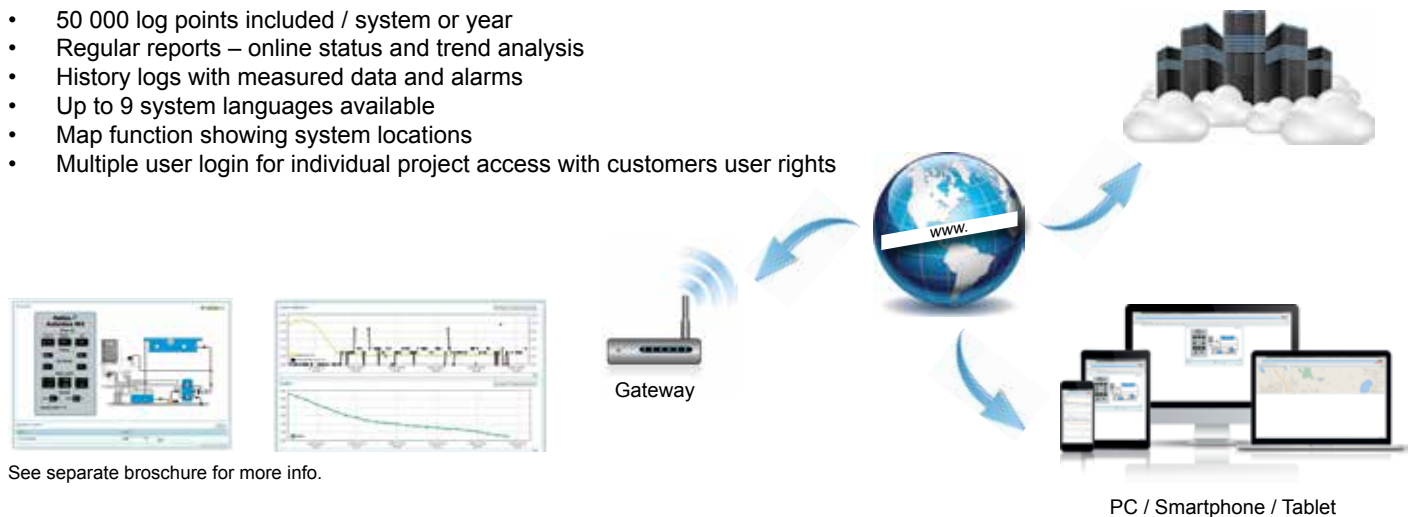 • 50 000 log points included / system or year
• Regular reports – online status and trend analysis
• History logs with measured data and alarms
• Up to 9 system languages available
• Map function showing system locations
• Multiple user login for individual project access with customers user rights
www.
Gateway
See separate broschure for more info.
PC / Smartphone / Tablet